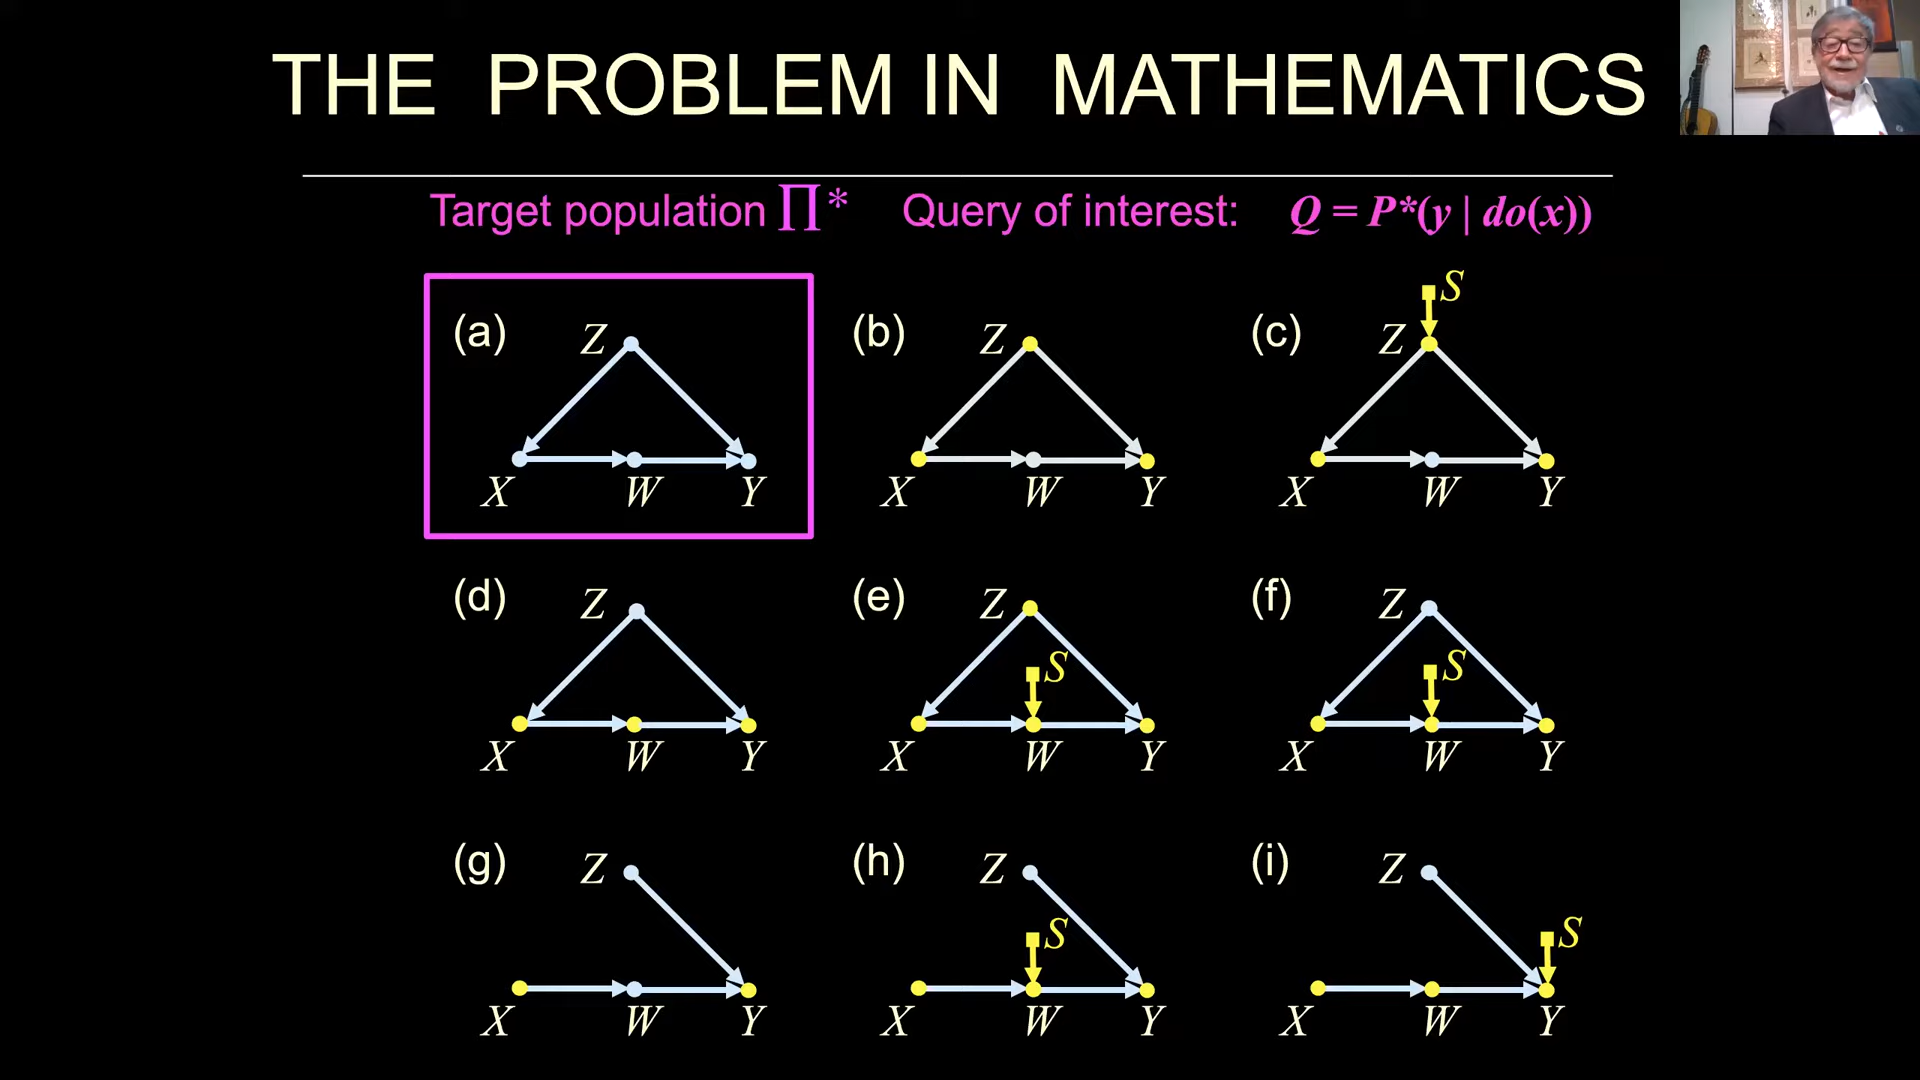 THE PROBLEM IN MATHEMATICS
Target population ∏* Query of interest: Q = P*(y | do(x))
(a) Z X W Y
(b) Z X W Y
(c) S Z X W Y
(d) Z X W Y
(e) Z S X W Y
(f) Z S X W Y
(g) Z X W Y
(h) Z S X W Y
(i) Z S X W Y